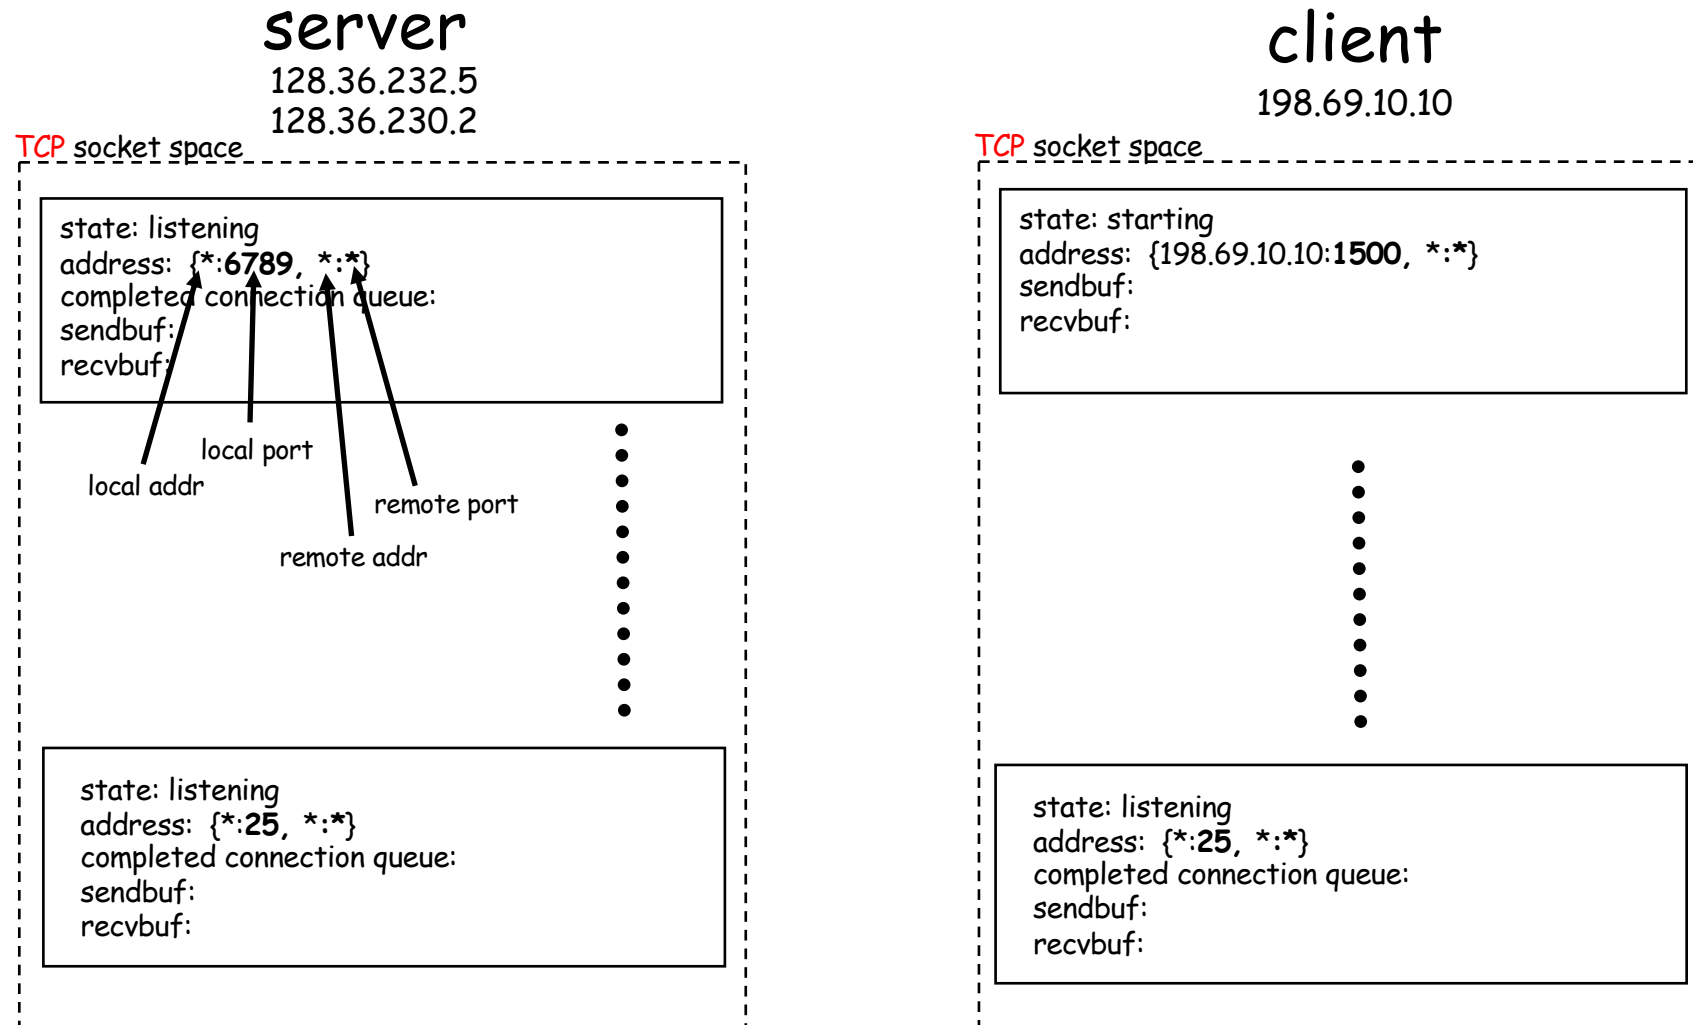 server
128.36.232.5
128.36.230.2
TCP socket space
state: listening
address: {*:6789, *:*}
completed connection queue:
sendbuf:
recvbuf:
local addr
local port
remote addr
remote port
state: listening
address: {*:25, *:*}
completed connection queue:
sendbuf:
recvbuf:
client
198.69.10.10
TCP socket space
state: starting
address: {198.69.10.10:1500, *:*}
sendbuf:
recvbuf:
state: listening
address: {*:25, *:*}
completed connection queue:
sendbuf:
recvbuf: